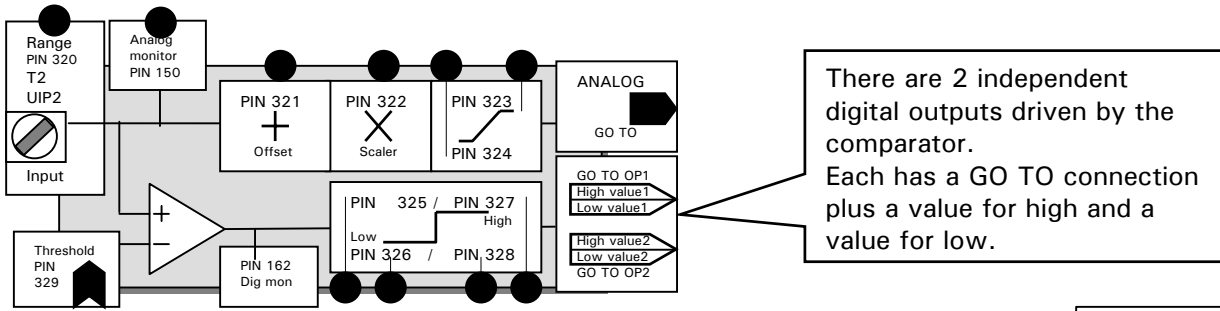 Range
PIN 320
T2
UIP2
Input
Analog
monitor
PIN 150
PIN 321
+
Offset
PIN 322
Scaler
PIN 323
PIN 324
ANALOG
GO TO
Threshold
PIN
329
+
−
PIN 162
Dig mon
PIN 325 / PIN 327
High
Low
PIN 326 / PIN 328
GO TO OP1
High value1
Low value1
High value2
Low value2
GO TO OP2
There are 2 independent
digital outputs driven by the
comparator.
Each has a GO TO connection
plus a value for high and a
value for low.